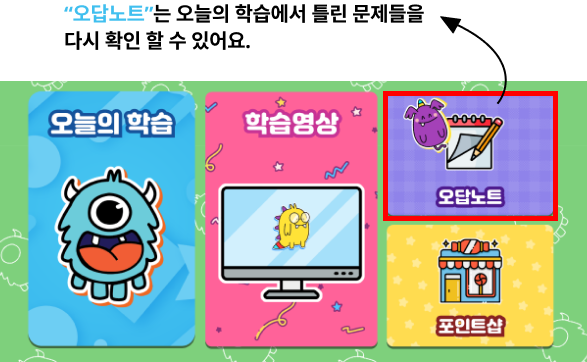 “오답노트”는 오늘의 학습에서 틀린 문제들을
다시 확인 할 수 있어요.
오늘의 학습
학습영상
오답노트
포인트샵